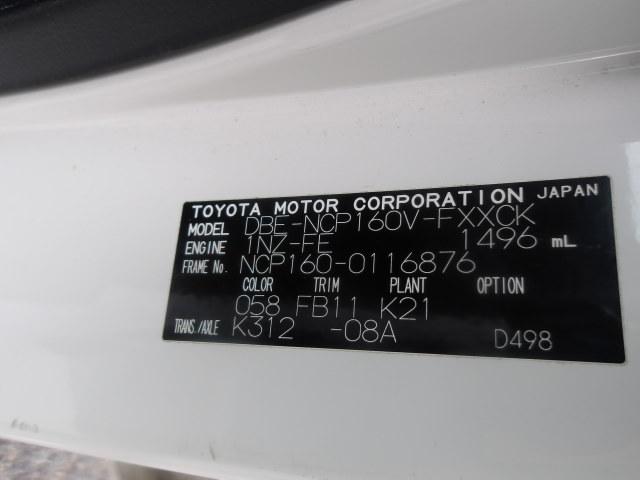 TOYOTA MOTOR CORPORATION JAPAN
MODEL DBE-NCP160V-FXXCK
ENGINE 1NZ-FE 1496 mL
FRAME No. NCP160-0116876
COLOR TRIM PLANT OPTION
058 FB11 K21
TRANS./AXLE K312 -08A
D498